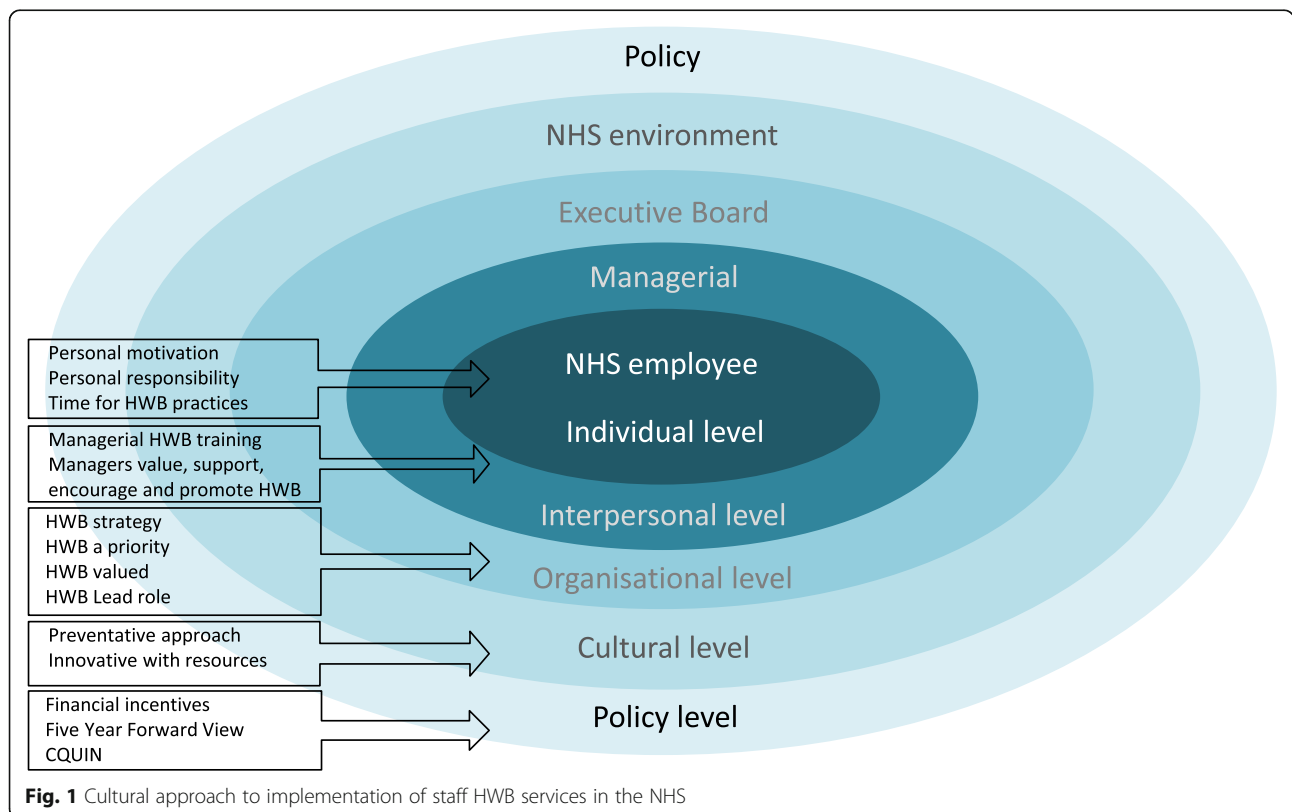 Policy
NHS environment
Executive Board
Managerial
NHS employee
Individual level
Interpersonal level
Organisational level
Cultural level
Policy level
Personal motivation
Personal responsibility
Time for HWB practices
Managerial HWB training
Managers value, support,
encourage and promote HWB
HWB strategy
HWB a priority
HWB valued
HWB Lead role
Preventative approach
Innovative with resources
Financial incentives
Five Year Forward View
CQUIN
Fig. 1 Cultural approach to implementation of staff HWB services in the NHS